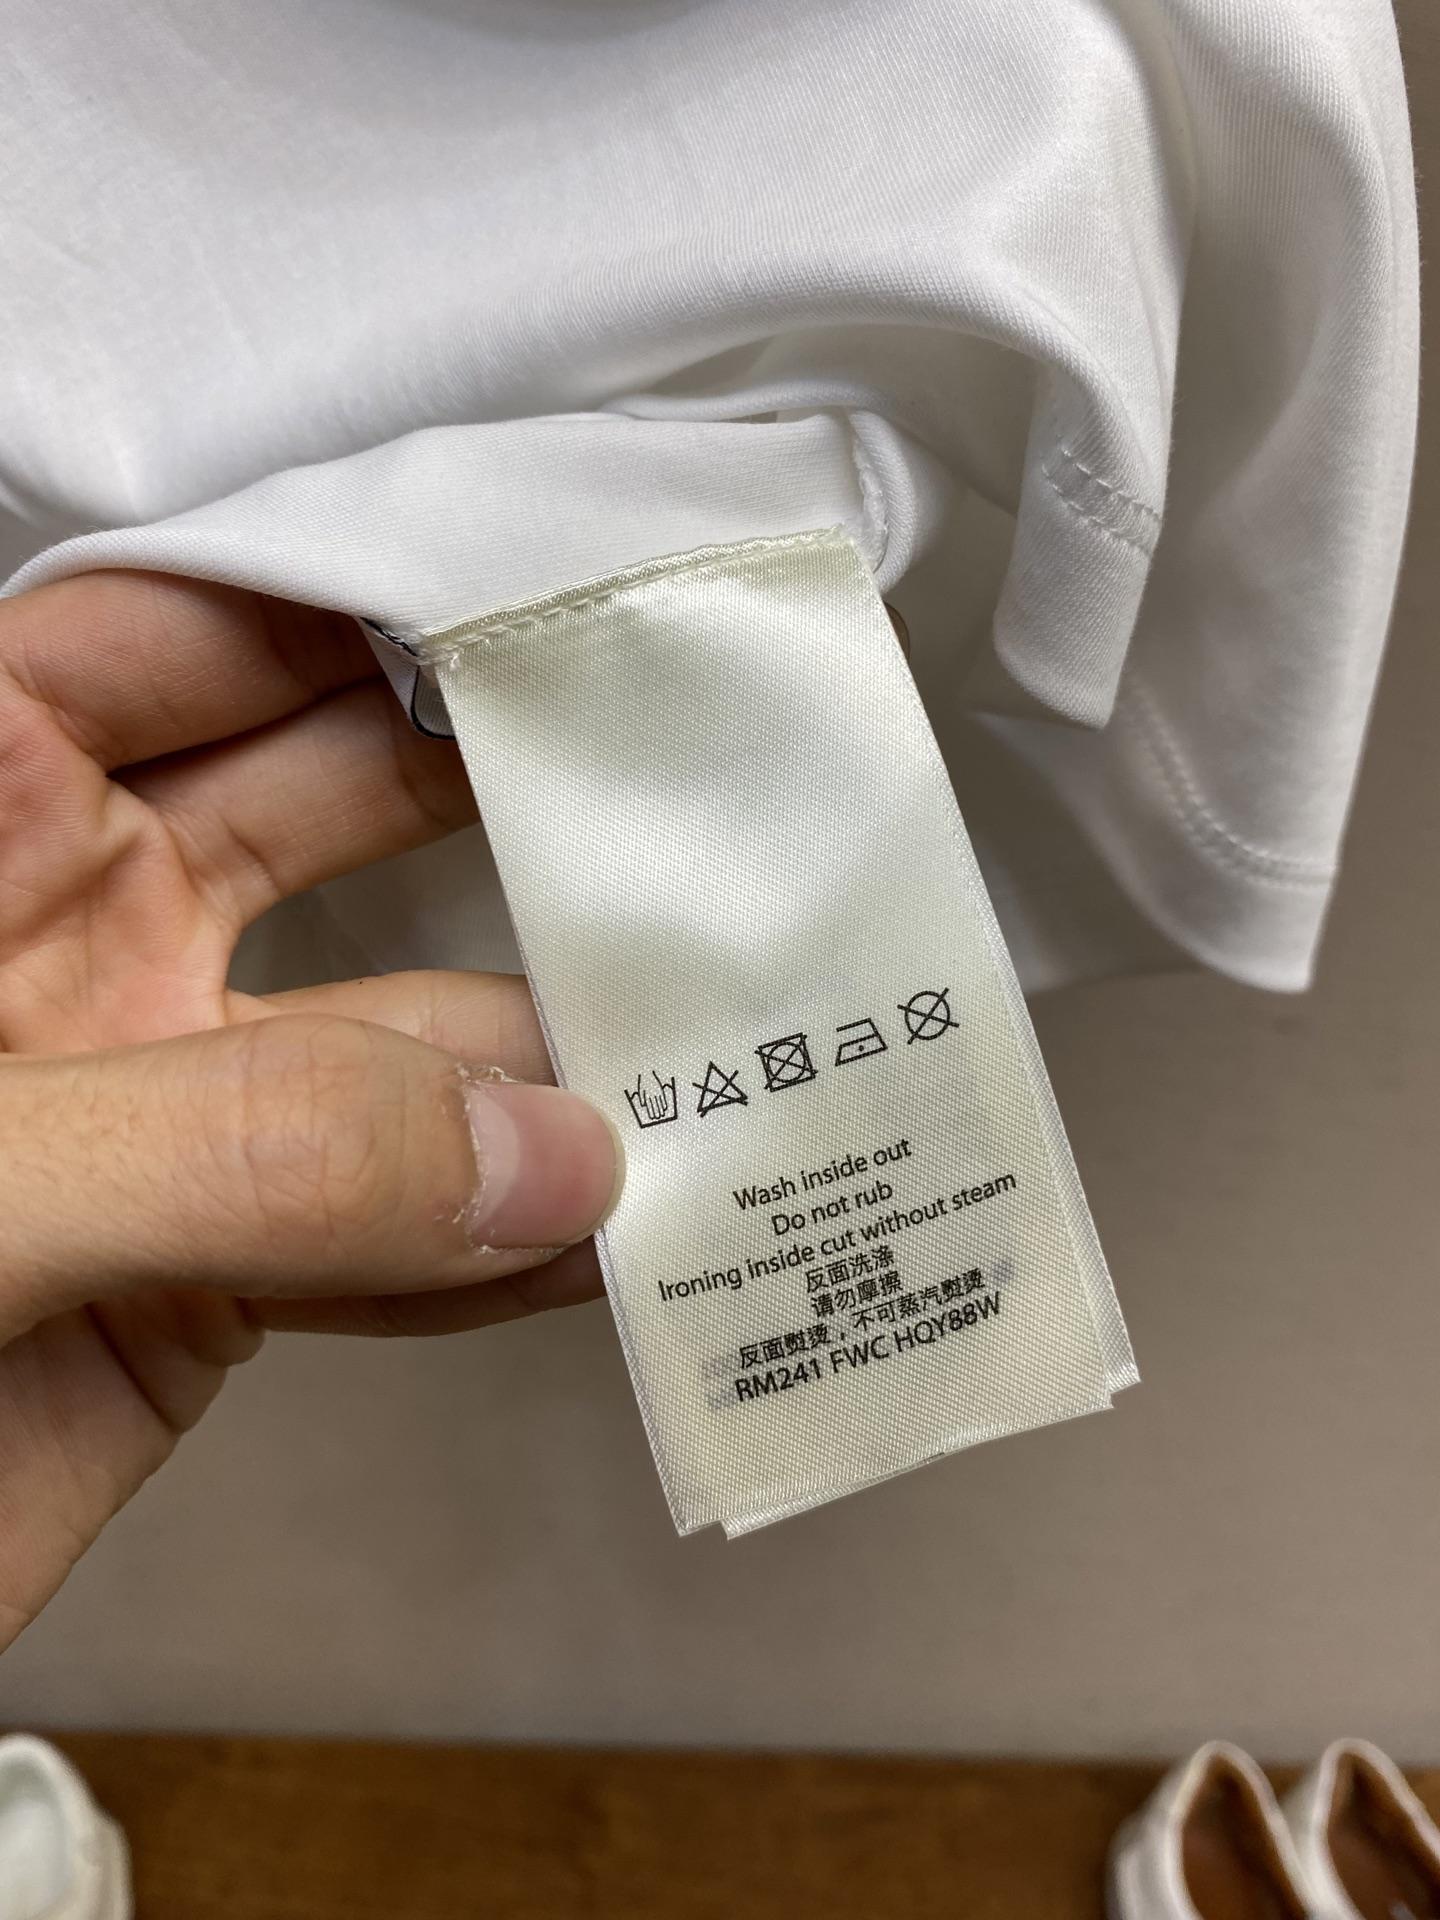 Wash inside out
Do not rub
Ironing inside cut without steam
反面洗涤
请勿摩擦
反面熨烫，不可蒸汽熨烫
RM241 FWC HQY88W